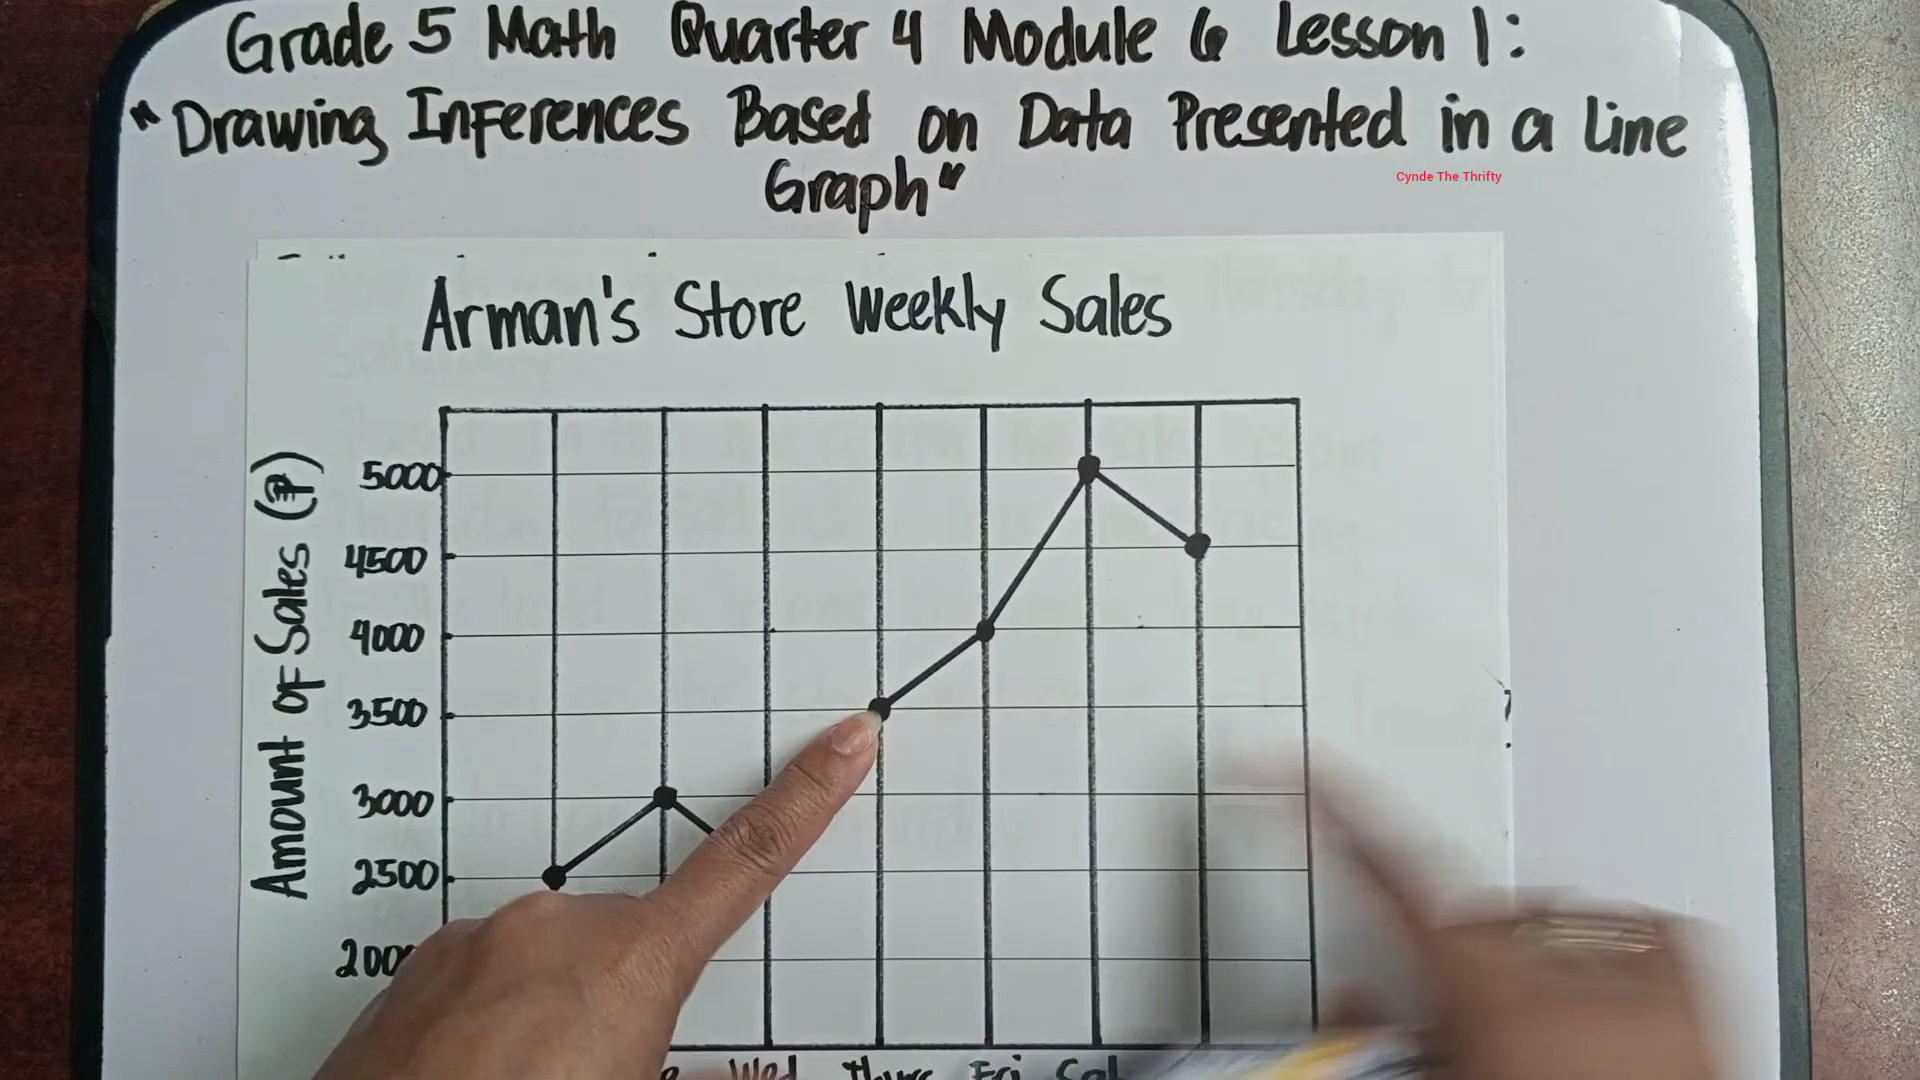 Grade 5 Math Quarter 4 Module 6 Lesson 1:
"Drawing Inferences Based on Data Presented in a Line
Graph"
Cynde The Thrifty
Arman's Store Weekly Sales
Amount of Sales (₱)
5000
4500
4000
3500
3000
2500
Wed Thurs Fri Sat